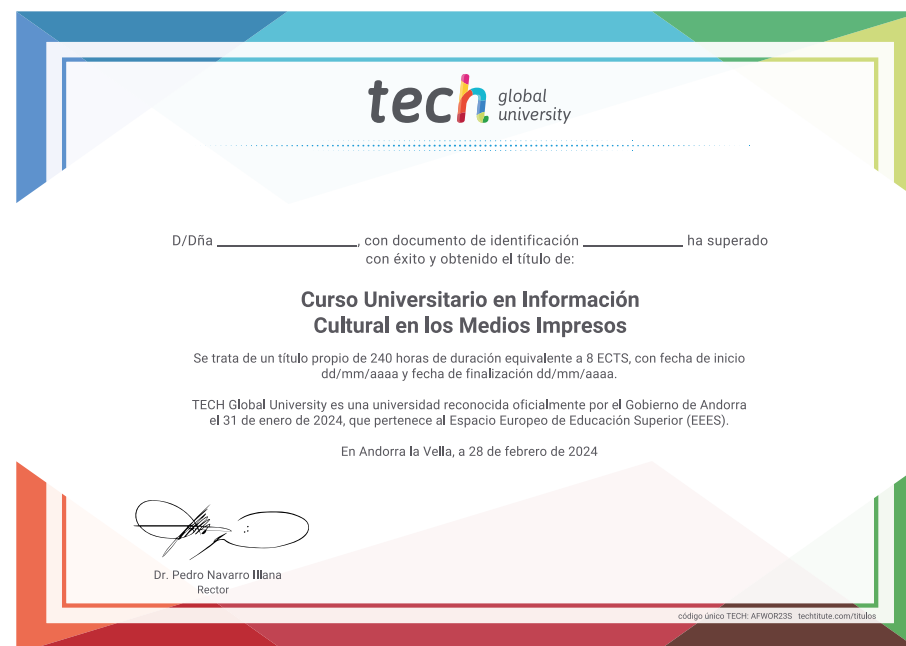 tech global university
D/Dña ____________________, con documento de identificación ______________ ha superado
con éxito y obtenido el título de:
Curso Universitario en Información
Cultural en los Medios Impresos
Se trata de un título propio de 240 horas de duración equivalente a 8 ECTS, con fecha de inicio
dd/mm/aaaa y fecha de finalización dd/mm/aaaa.
TECH Global University es una universidad reconocida oficialmente por el Gobierno de Andorra
el 31 de enero de 2024, que pertenece al Espacio Europeo de Educación Superior (EEES).
En Andorra la Vella, a 28 de febrero de 2024
Dr. Pedro Navarro Illana
Rector
código único TECH: AFWOR23S techtitute.com/titulos